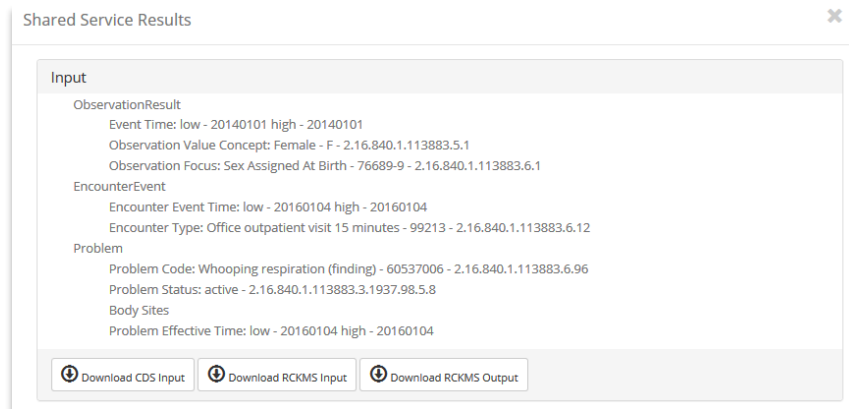 Shared Service Results
Input
ObservationResult
Event Time: low - 20140101 high - 20140101
Observation Value Concept: Female - F - 2.16.840.1.113883.5.1
Observation Focus: Sex Assigned At Birth - 76689-9 - 2.16.840.1.113883.6.1
EncounterEvent
Encounter Event Time: low - 20160104 high - 20160104
Encounter Type: Office outpatient visit 15 minutes - 99213 - 2.16.840.1.113883.6.12
Problem
Problem Code: Whooping respiration (finding) - 60537006 - 2.16.840.1.113883.6.96
Problem Status: active - 2.16.840.1.113883.3.1937.98.5.8
Body Sites
Problem Effective Time: low - 20160104 high - 20160104
Download CDS Input Download RCKMS Input Download RCKMS Output